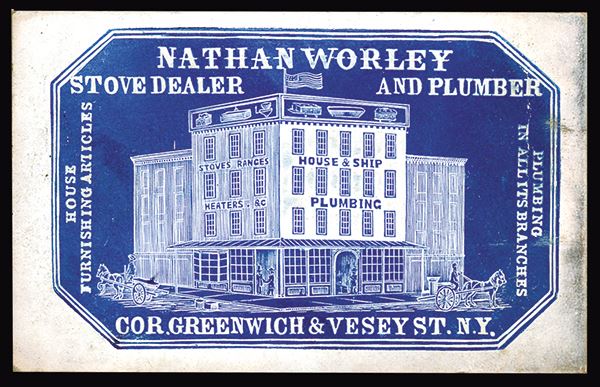 NATHAN WORLEY
STOVE DEALER AND PLUMBER
HOUSE
FURNISHING ARTICLES
STOVES RANGES
HEATERS. &C
HOUSE & SHIP
PLUMBING
PLUMBING
IN ALL ITS BRANCHES
COR. GREENWICH & VESEY ST. N.Y.